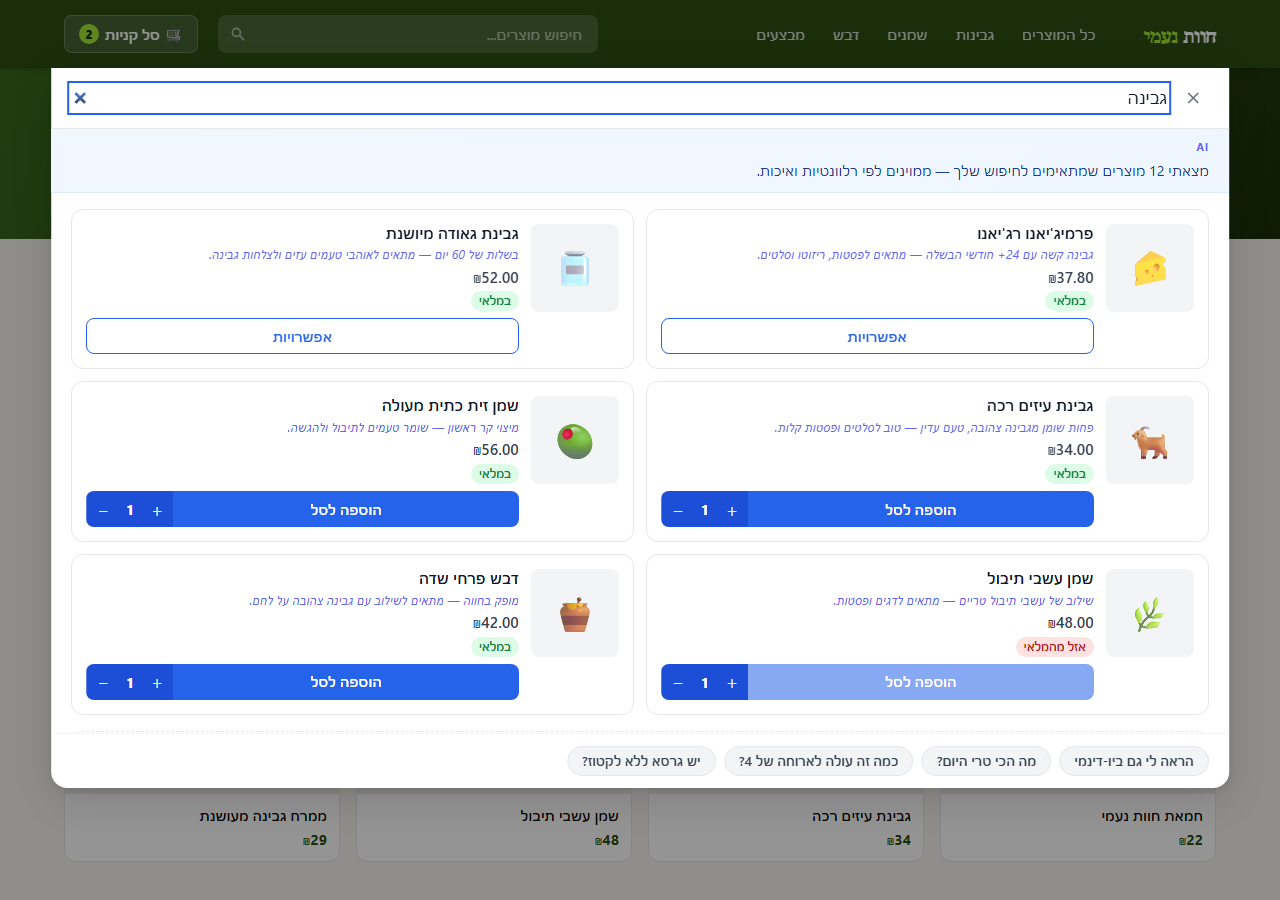 חוות נעמי
כל המוצרים
גבינות
שמנים
דבש
מבצעים
חיפוש מוצרים...
סל קניות 2
גבינה
AI
מצאתי 12 מוצרים שמתאימים לחיפוש שלך — ממוינים לפי רלוונטיות ואיכות.
פרמיג'יאנו רג'יאנו
גבינה קשה עם 24+ חודשי הבשלה — מתאים לפסטות, ריזוטו וסלטים.
₪37.80
במלאי
אפשרויות
גבינת גאודה מיושנת
בשלות של 60 יום — מתאים לאוהבי טעמים עזים ולצלחות גבינה.
₪52.00
במלאי
אפשרויות
גבינת עיזים רכה
פחות שומן מגבינה צהובה, טעם עדין — טוב לסלטים ופסטות קלות.
₪34.00
במלאי
הוספה לסל + 1 −
שמן זית כתית מעולה
מיצוי קר ראשון — שומר טעמים לתיבול ולהגשה.
₪56.00
במלאי
הוספה לסל + 1 −
שמן עשבי תיבול
שילוב של עשבי תיבול טריים — מתאים לדגים ופסטות.
₪48.00
אזל מהמלאי
הוספה לסל + 1 −
דבש פרחי שדה
מופק בחווה — מתאים לשילוב עם גבינה צהובה על לחם.
₪42.00
במלאי
הוספה לסל + 1 −
הראה לי גם ביו-דינמי
מה הכי טרי היום?
כמה זה עולה לארוחה של 4?
יש גרסא ללא לקטוז?
חמאת חוות נעמי
₪22
גבינת עיזים רכה
₪34
שמן עשבי תיבול
₪48
ממרח גבינה מעושנת
₪29